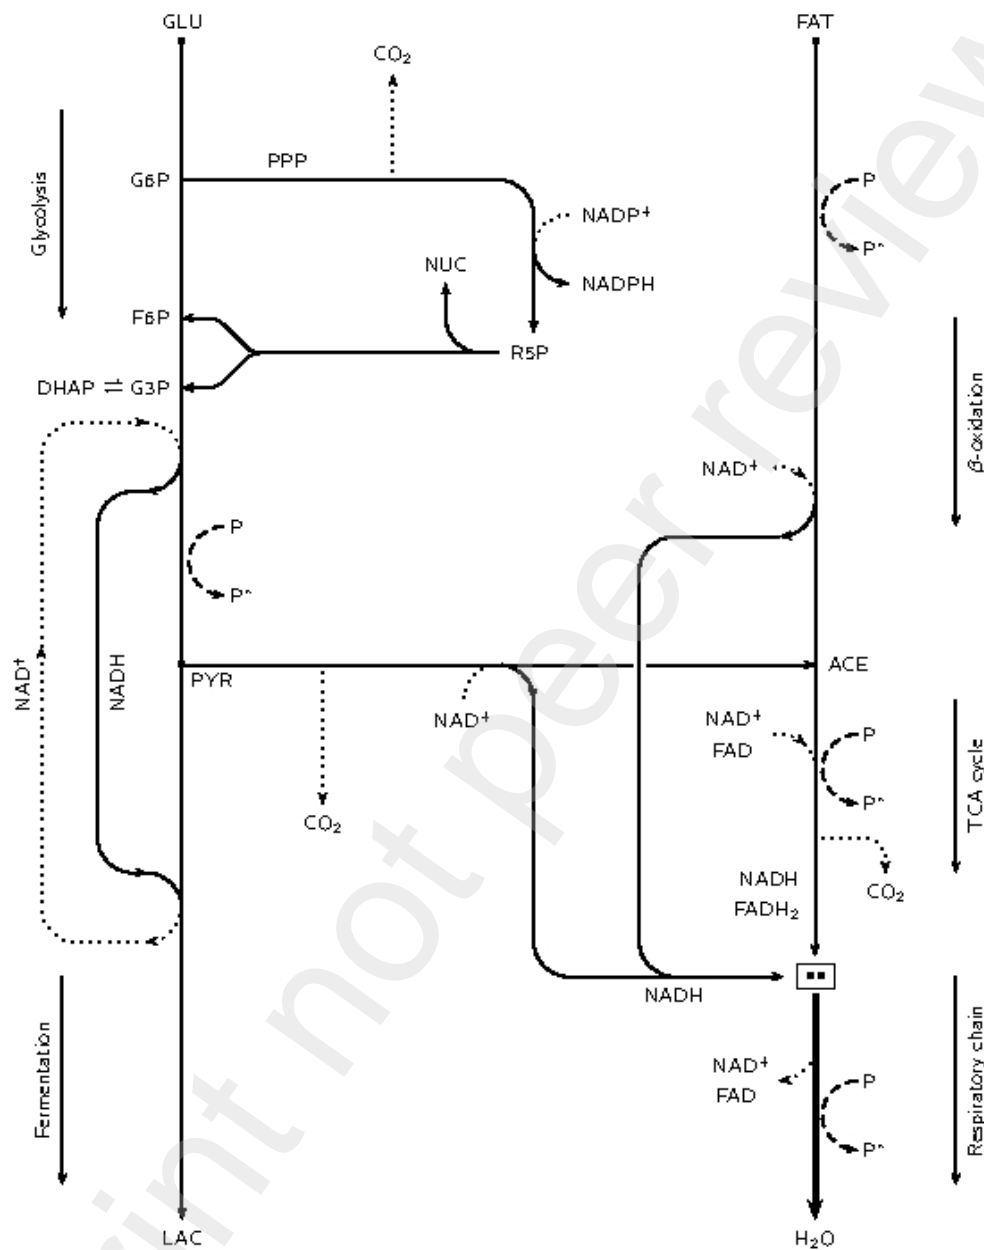 GLU
FAT
CO₂
PPP
G6P
P
NADP⁺
P~
Glycolysis
NUC
NADPH
F6P
R5P
DHAP ⇌ G3P
NAD⁺
β-oxidation
P
P~
NAD⁺
NADH
PYR
ACE
NAD⁺
NAD⁺
FAD
P
P~
TCA cycle
CO₂
NADH
FADH₂
CO₂
NADH
Fermentation
NAD⁺
FAD
P
P~
Respiratory chain
LAC
H₂O
rint not peer review